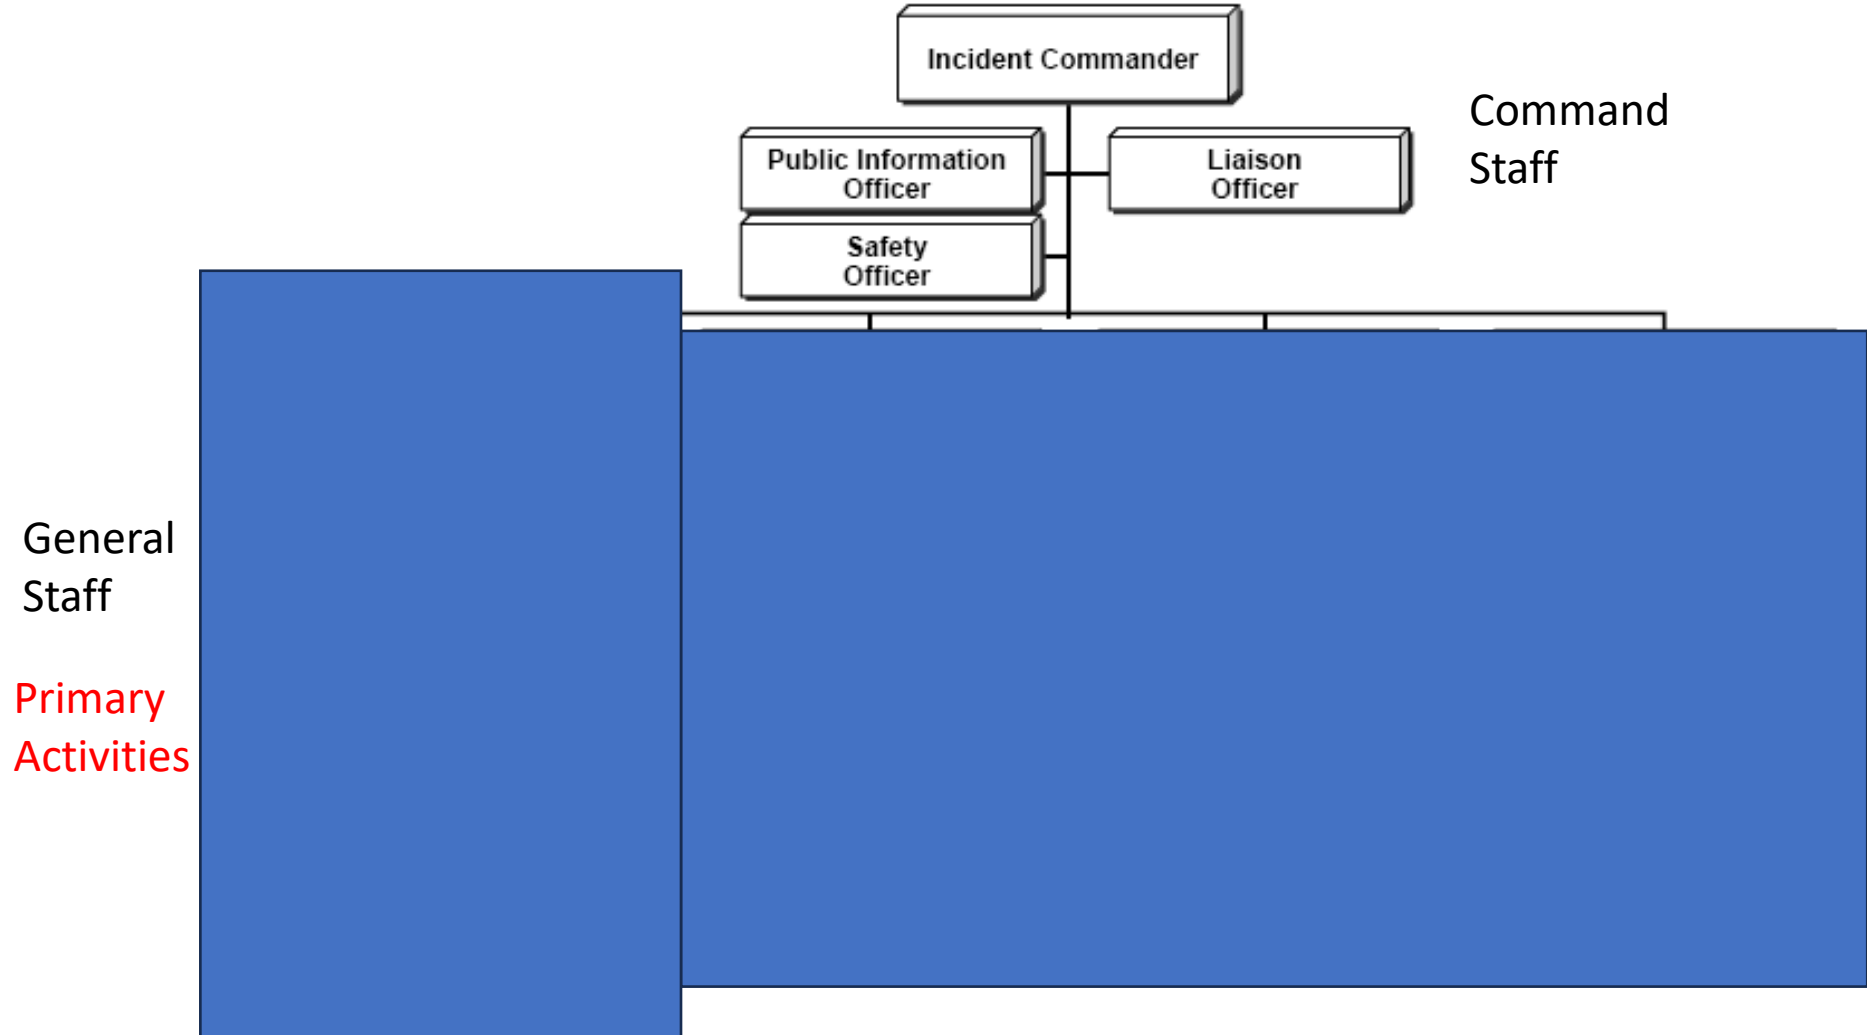 Incident Commander
Command
Staff
Public Information
Officer
Liaison
Officer
Safety
Officer
General
Staff
Primary
Activities